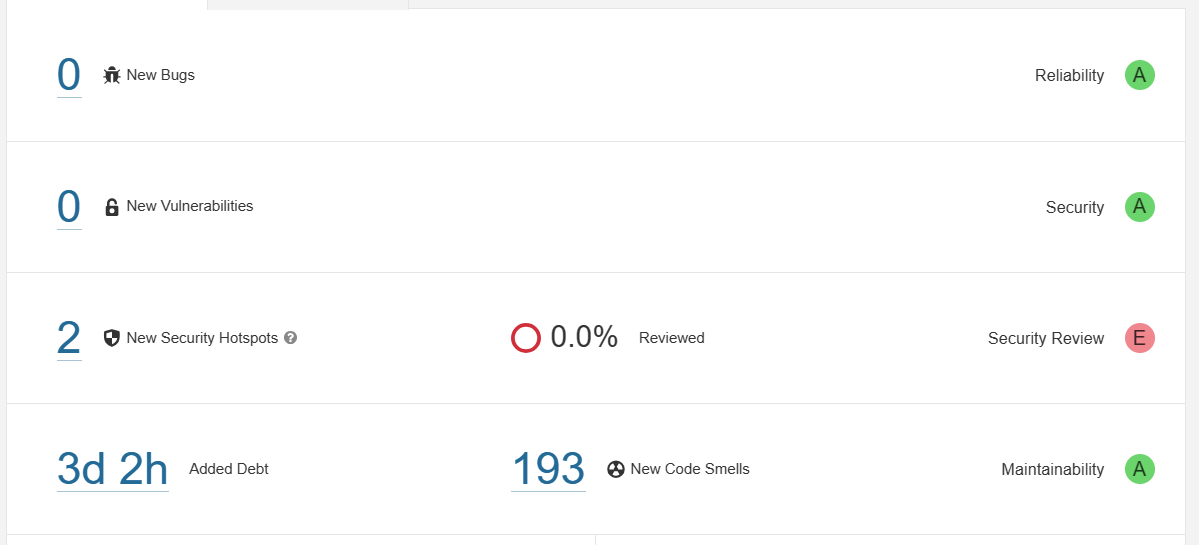 0 New Bugs Reliability A
0 New Vulnerabilities Security A
2 New Security Hotspots ? 0.0% Reviewed Security Review E
3d 2h Added Debt 193 New Code Smells Maintainability A